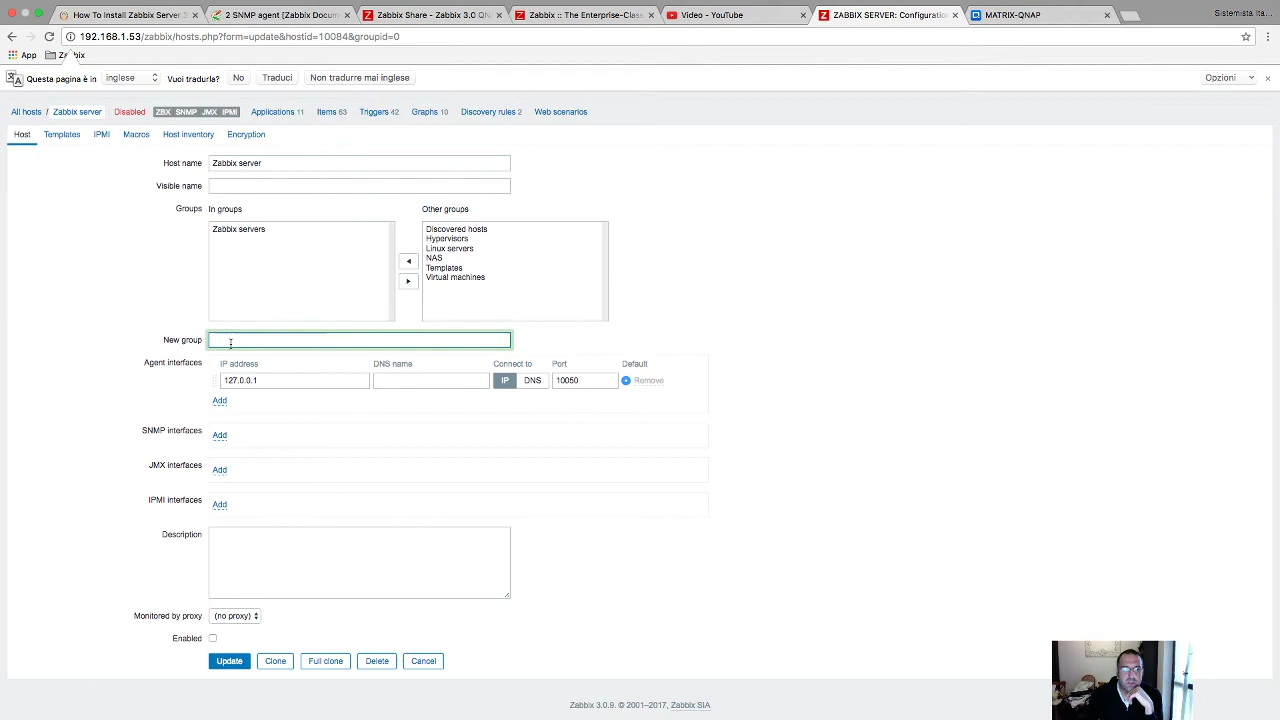 How To Install Zabbix Server 3
2 SNMP agent [Zabbix Docum
Zabbix Share - Zabbix 3.0 QN
Zabbix :: The Enterprise-Clas
Video - YouTube
ZABBIX SERVER: Configuratio
MATRIX-QNAP
Sistemista Ita
192.168.1.53/zabbix/hosts.php?form=update&hostid=10084&groupid=0
App
Zabbix
Questa pagina è in
inglese
Vuoi tradurla?
No
Traduci
Non tradurre mai inglese
Opzioni
All hosts / Zabbix server
Disabled
ZBX SNMP JMX IPMI
Applications 11
Items 63
Triggers 42
Graphs 10
Discovery rules 2
Web scenarios
Host
Templates
IPMI
Macros
Host inventory
Encryption
Host name
Zabbix server
Visible name
Groups
In groups
Other groups
Zabbix servers
Discovered hosts
Hypervisors
Linux servers
NAS
Templates
Virtual machines
New group
Agent interfaces
IP address
DNS name
Connect to
Port
Default
127.0.0.1
IP
DNS
10050
Remove
Add
SNMP interfaces
Add
JMX interfaces
Add
IPMI interfaces
Add
Description
Monitored by proxy
(no proxy)
Enabled
Update
Clone
Full clone
Delete
Cancel
Zabbix 3.0.9. © 2001–2017, Zabbix SIA